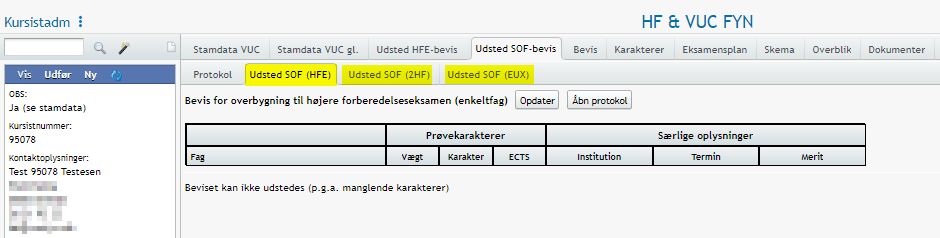 Kursistadm
HF & VUC FYN
Stamdata VUC Stamdata VUC gl. Udsted HFE-bevis Udsted SOF-bevis Bevis Karakterer Eksamensplan Skema Overblik Dokumenter
Vis Udfør Ny
Protokol Udsted SOF (HFE) Udsted SOF (2HF) Udsted SOF (EUX)
OBS:
Ja (se stamdata)
Kursistnummer:
95078
Kontaktoplysninger:
Test 95078 Testesen
Bevis for overbygning til højere forberedelseseksamen (enkeltfag) Opdater Åbn protokol
Prøvekarakterer Særlige oplysninger
Fag Vægt Karakter ECTS Institution Termin Merit
Beviset kan ikke udstedes (p.g.a. manglende karakterer)